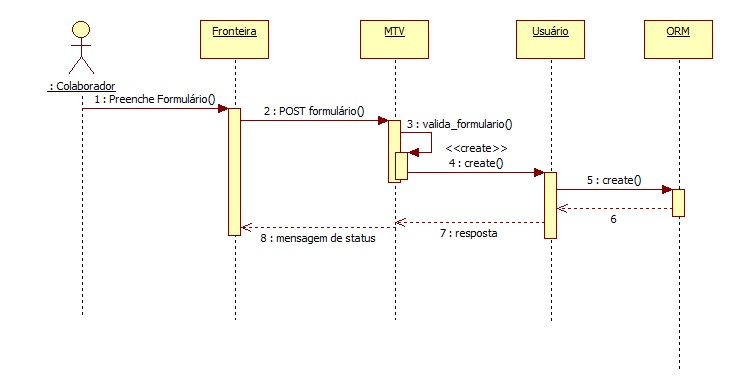 Fronteira
MTV
Usuário
ORM
: Colaborador
1 : Preenche Formulário()
2 : POST formulário()
3 : valida_formulario()
<<create>>
4 : create()
5 : create()
6
7 : resposta
8 : mensagem de status